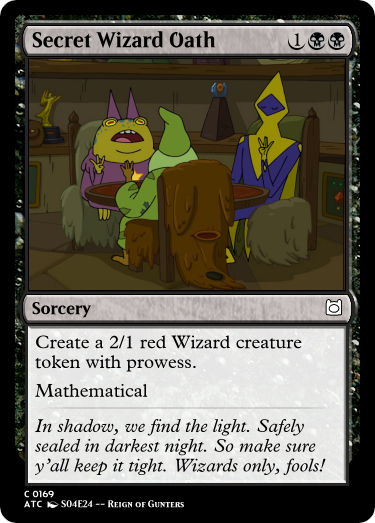 Secret Wizard Oath 1
Sorcery
Create a 2/1 red Wizard creature
token with prowess.
Mathematical
In shadow, we find the light. Safely
sealed in darkest night. So make sure
y'all keep it tight. Wizards only, fools!
C 0169
ATC S04E24 -- Reign of Gunters